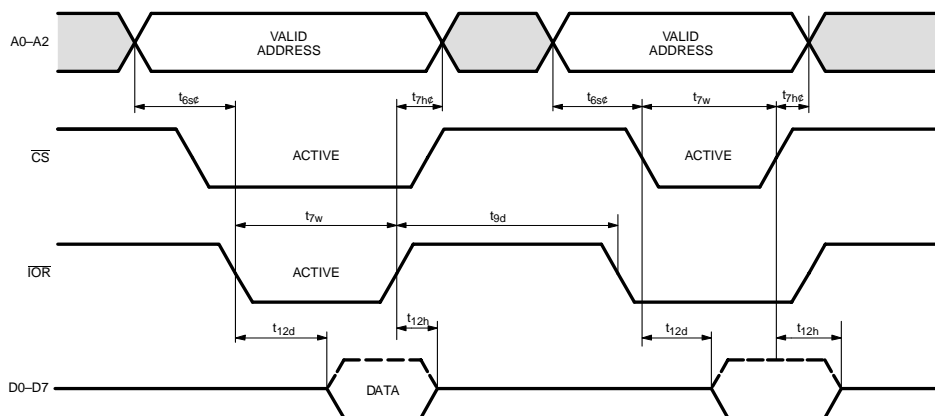 A0–A2
VALID
ADDRESS
VALID
ADDRESS
t6s¢
t7h¢
t6s¢
t7w
t7h¢
CS
ACTIVE
ACTIVE
t7w
t9d
IOR
ACTIVE
t12d
t12h
t12d
t12h
D0–D7
DATA